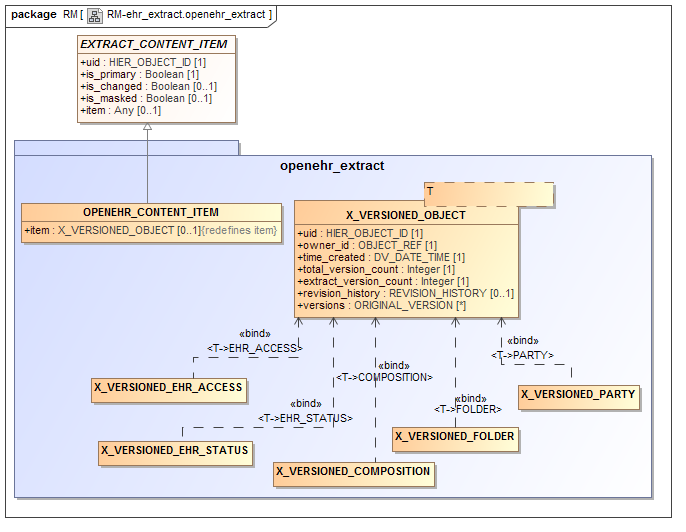 package RM [ RM-ehr_extract.openehr_extract ]
EXTRACT_CONTENT_ITEM
+uid : HIER_OBJECT_ID [1]
+is_primary : Boolean [1]
+is_changed : Boolean [0..1]
+is_masked : Boolean [0..1]
+item : Any [0..1]
openehr_extract
OPENEHR_CONTENT_ITEM
+item : X_VERSIONED_OBJECT [0..1]{redefines item}
T
X_VERSIONED_OBJECT
+uid : HIER_OBJECT_ID [1]
+owner_id : OBJECT_REF [1]
+time_created : DV_DATE_TIME [1]
+total_version_count : Integer [1]
+extract_version_count : Integer [1]
+revision_history : REVISION_HISTORY [0..1]
+versions : ORIGINAL_VERSION [*]
«bind»
<T->EHR_ACCESS>
«bind»
<T->PARTY>
«bind»
<T->COMPOSITION>
X_VERSIONED_EHR_ACCESS
X_VERSIONED_PARTY
«bind»
<T->EHR_STATUS>
«bind»
<T->FOLDER>
X_VERSIONED_EHR_STATUS
X_VERSIONED_FOLDER
X_VERSIONED_COMPOSITION